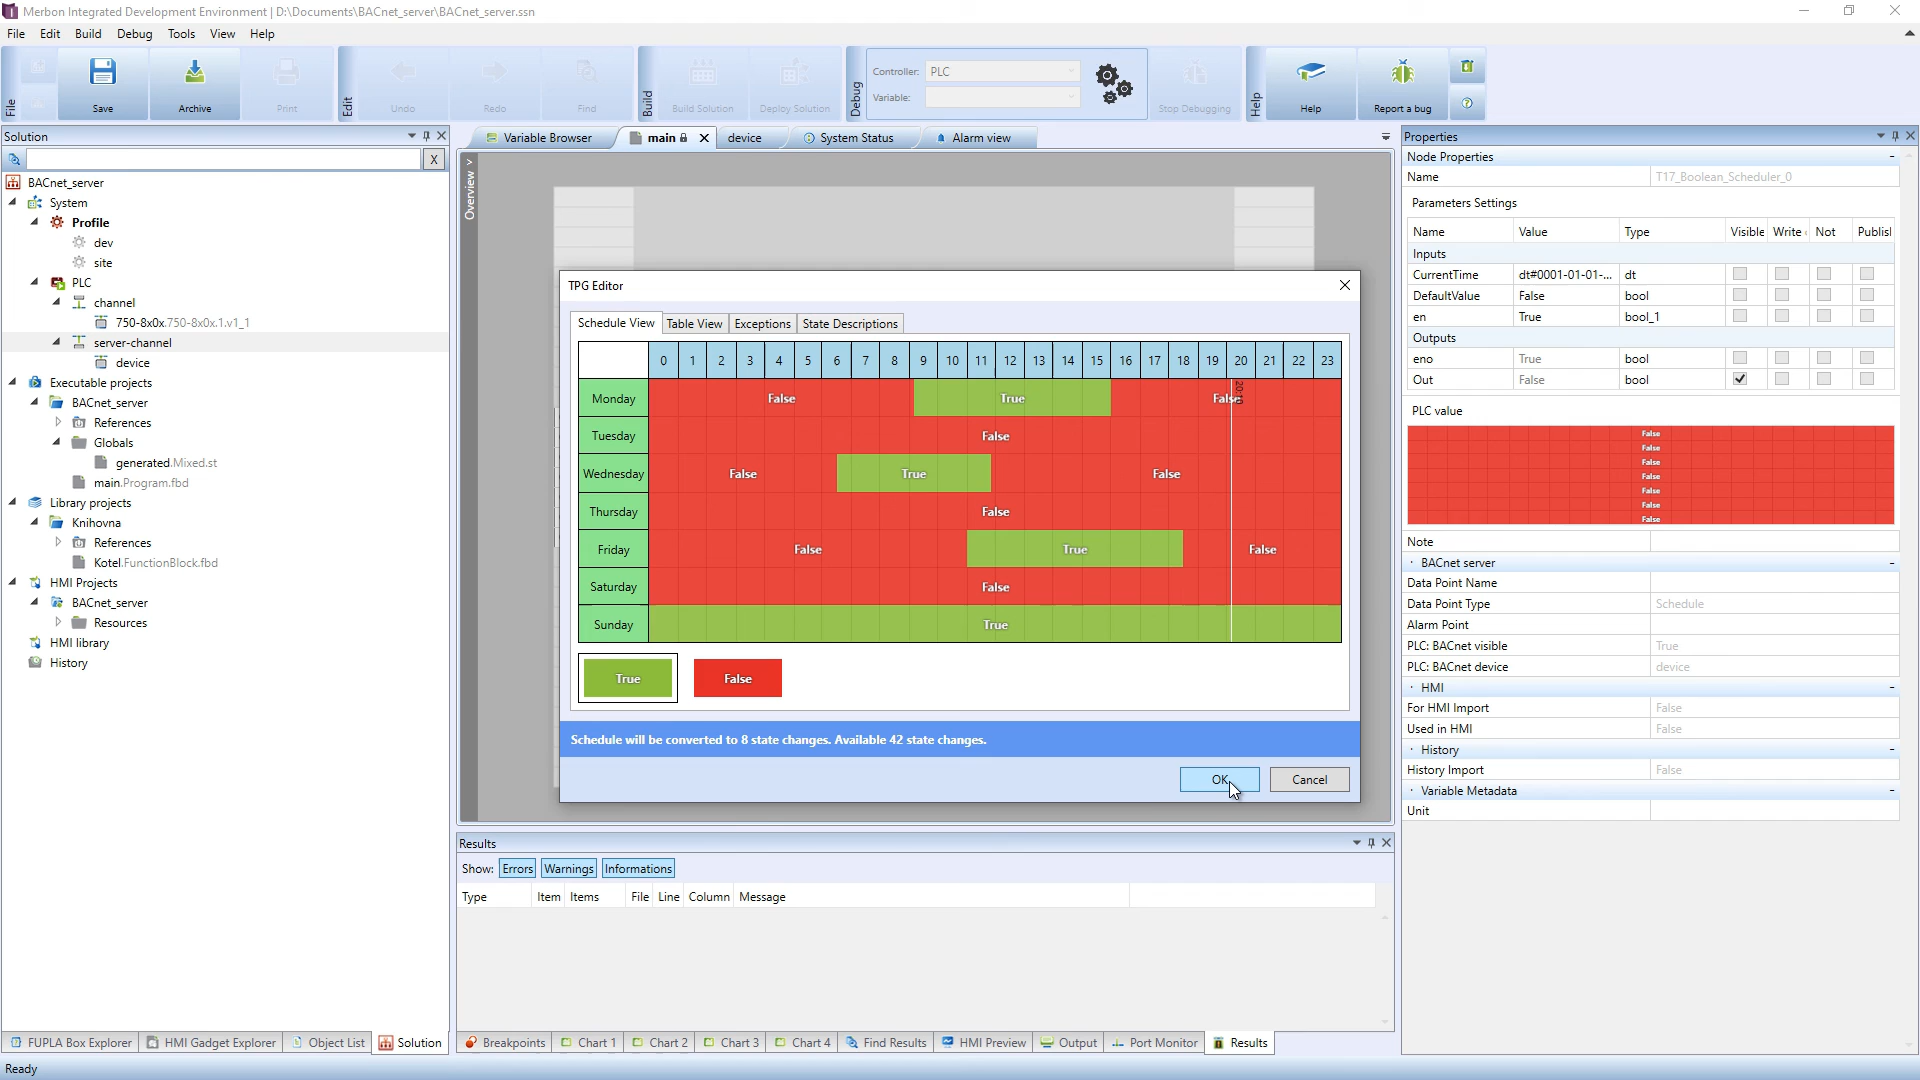 Merbon Integrated Development Environment | D:\Documents\BACnet_server\BACnet_server.ssn
File Edit Build Debug Tools View Help
File Save Archive Print Edit Undo Redo Find Build Build Solution Deploy Solution Debug Controller: PLC Variable: Stop Debugging Help Help Report a bug
Solution
X
BACnet_server
System
Profile
dev
site
PLC
channel
750-8x0x.750-8x0x.1.v1_1
server-channel
device
Executable projects
BACnet_server
References
Globals
generated.Mixed.st
main.Program.fbd
Library projects
Knihovna
References
Kotel.FunctionBlock.fbd
HMI Projects
BACnet_server
Resources
HMI library
History
FUPLA Box Explorer HMI Gadget Explorer Object List Solution
Variable Browser main device System Status Alarm view
Overview >
TPG Editor
Schedule View Table View Exceptions State Descriptions
0 1 2 3 4 5 6 7 8 9 10 11 12 13 14 15 16 17 18 19 20 21 22 23
Monday False True False
Tuesday False
Wednesday False True False
Thursday False
Friday False True False
Saturday False
Sunday True
True False
Schedule will be converted to 8 state changes. Available 42 state changes.
OK Cancel
Results
Show: Errors Warnings Informations
Type Item Items File Line Column Message
Breakpoints Chart 1 Chart 2 Chart 3 Chart 4 Find Results HMI Preview Output Port Monitor Results
Properties
Node Properties
Name T17_Boolean_Scheduler_0
Parameters Settings
Name Value Type Visible Write Not Publisl
Inputs
CurrentTime dt#0001-01-01-... dt
DefaultValue False bool
en True bool_1
Outputs
eno True bool
Out False bool
PLC value
False
False
False
False
False
False
False
Note
BACnet server
Data Point Name
Data Point Type Schedule
Alarm Point
PLC: BACnet visible True
PLC: BACnet device device
HMI
For HMI Import False
Used in HMI False
History
History Import False
Variable Metadata
Unit
Ready